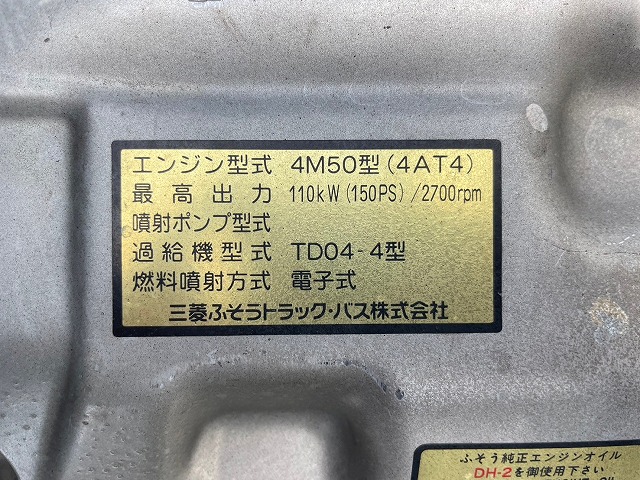 エンジン型式 4M50型(4AT4)
最高出力 110kW(150PS)/2700rpm
噴射ポンプ型式
過給機型式 TD04-4型
燃料噴射方式 電子式
三菱ふそうトラック・バス株式会社
ふそう純正エンジンオイル
DH-2を御使用下さい